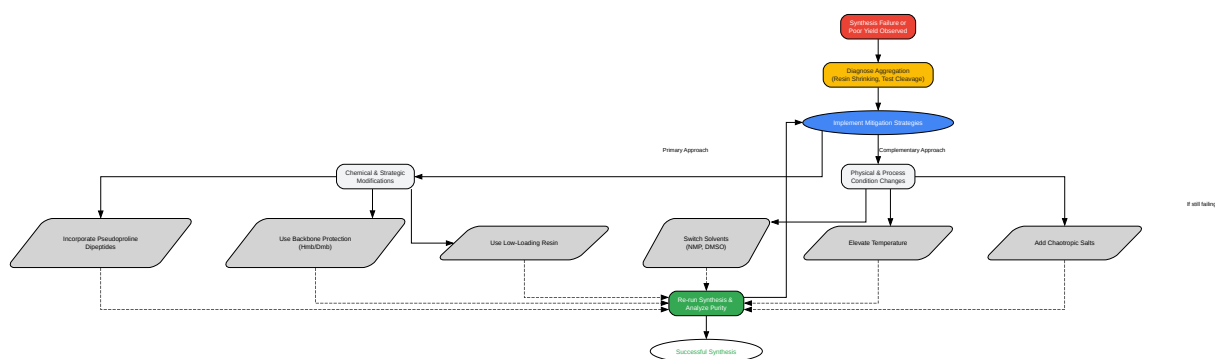 Synthesis Failure or
Poor Yield Observed
Diagnose Aggregation
(Resin Shrinking, Test Cleavage)
Implement Mitigation Strategies
Primary Approach
Complementary Approach
Chemical & Strategic
Modifications
Physical & Process
Condition Changes
If still failing
Incorporate Pseudoproline
Dipeptides
Use Backbone Protection
(Hmb/Dmb)
Use Low-Loading Resin
Switch Solvents
(NMP, DMSO)
Elevate Temperature
Add Chaotropic Salts
Re-run Synthesis &
Analyze Purity
Successful Synthesis